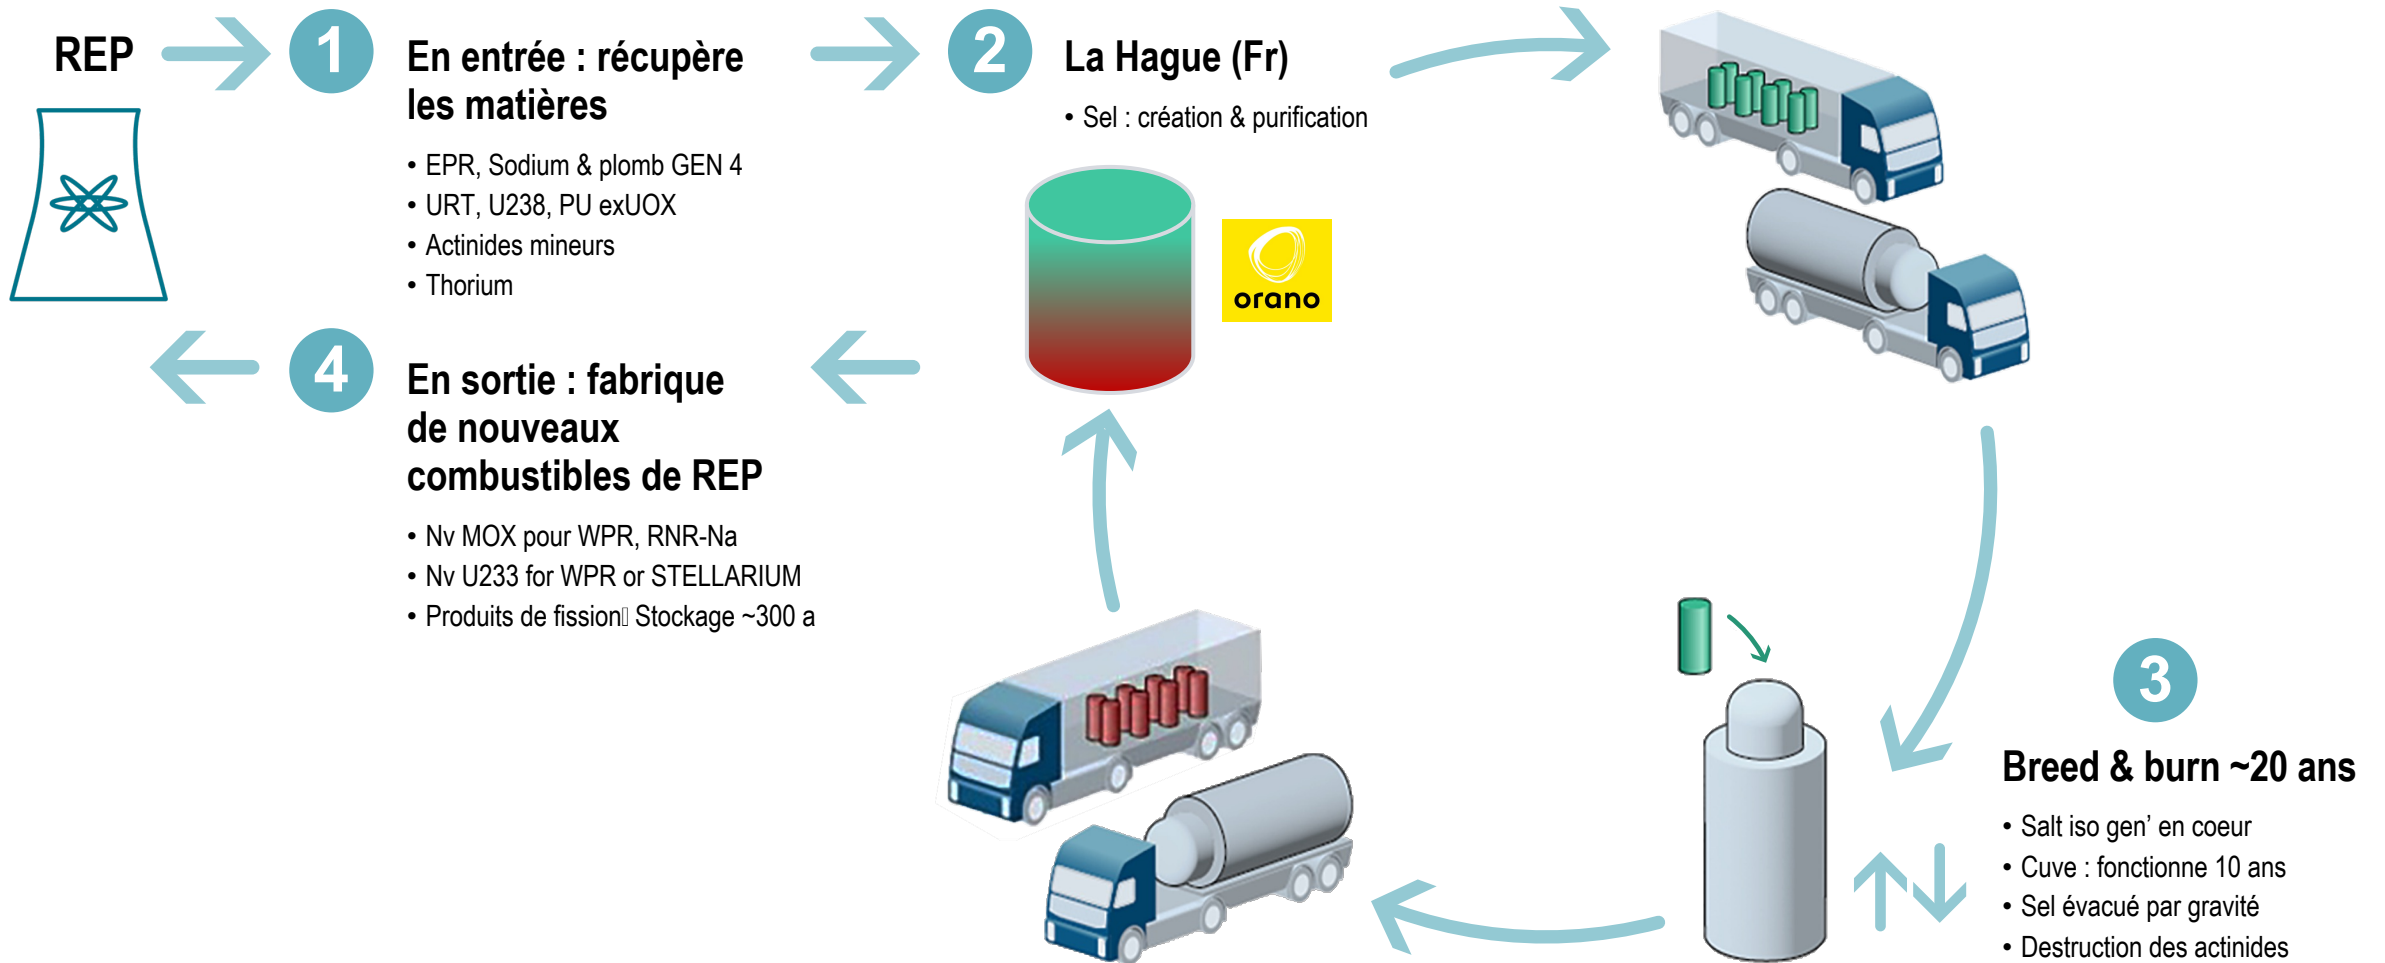 REP
1
En entrée : récupère
les matières
• EPR, Sodium & plomb GEN 4
• URT, U238, PU exUOX
• Actinides mineurs
• Thorium
2
La Hague (Fr)
• Sel : création & purification
orano
3
Breed & burn ~20 ans
• Salt iso gen’ en coeur
• Cuve : fonctionne 10 ans
• Sel évacué par gravité
• Destruction des actinides
4
En sortie : fabrique
de nouveaux
combustibles de REP
• Nv MOX pour WPR, RNR-Na
• Nv U233 for WPR or STELLARIUM
• Produits de fission▯ Stockage ~300 a